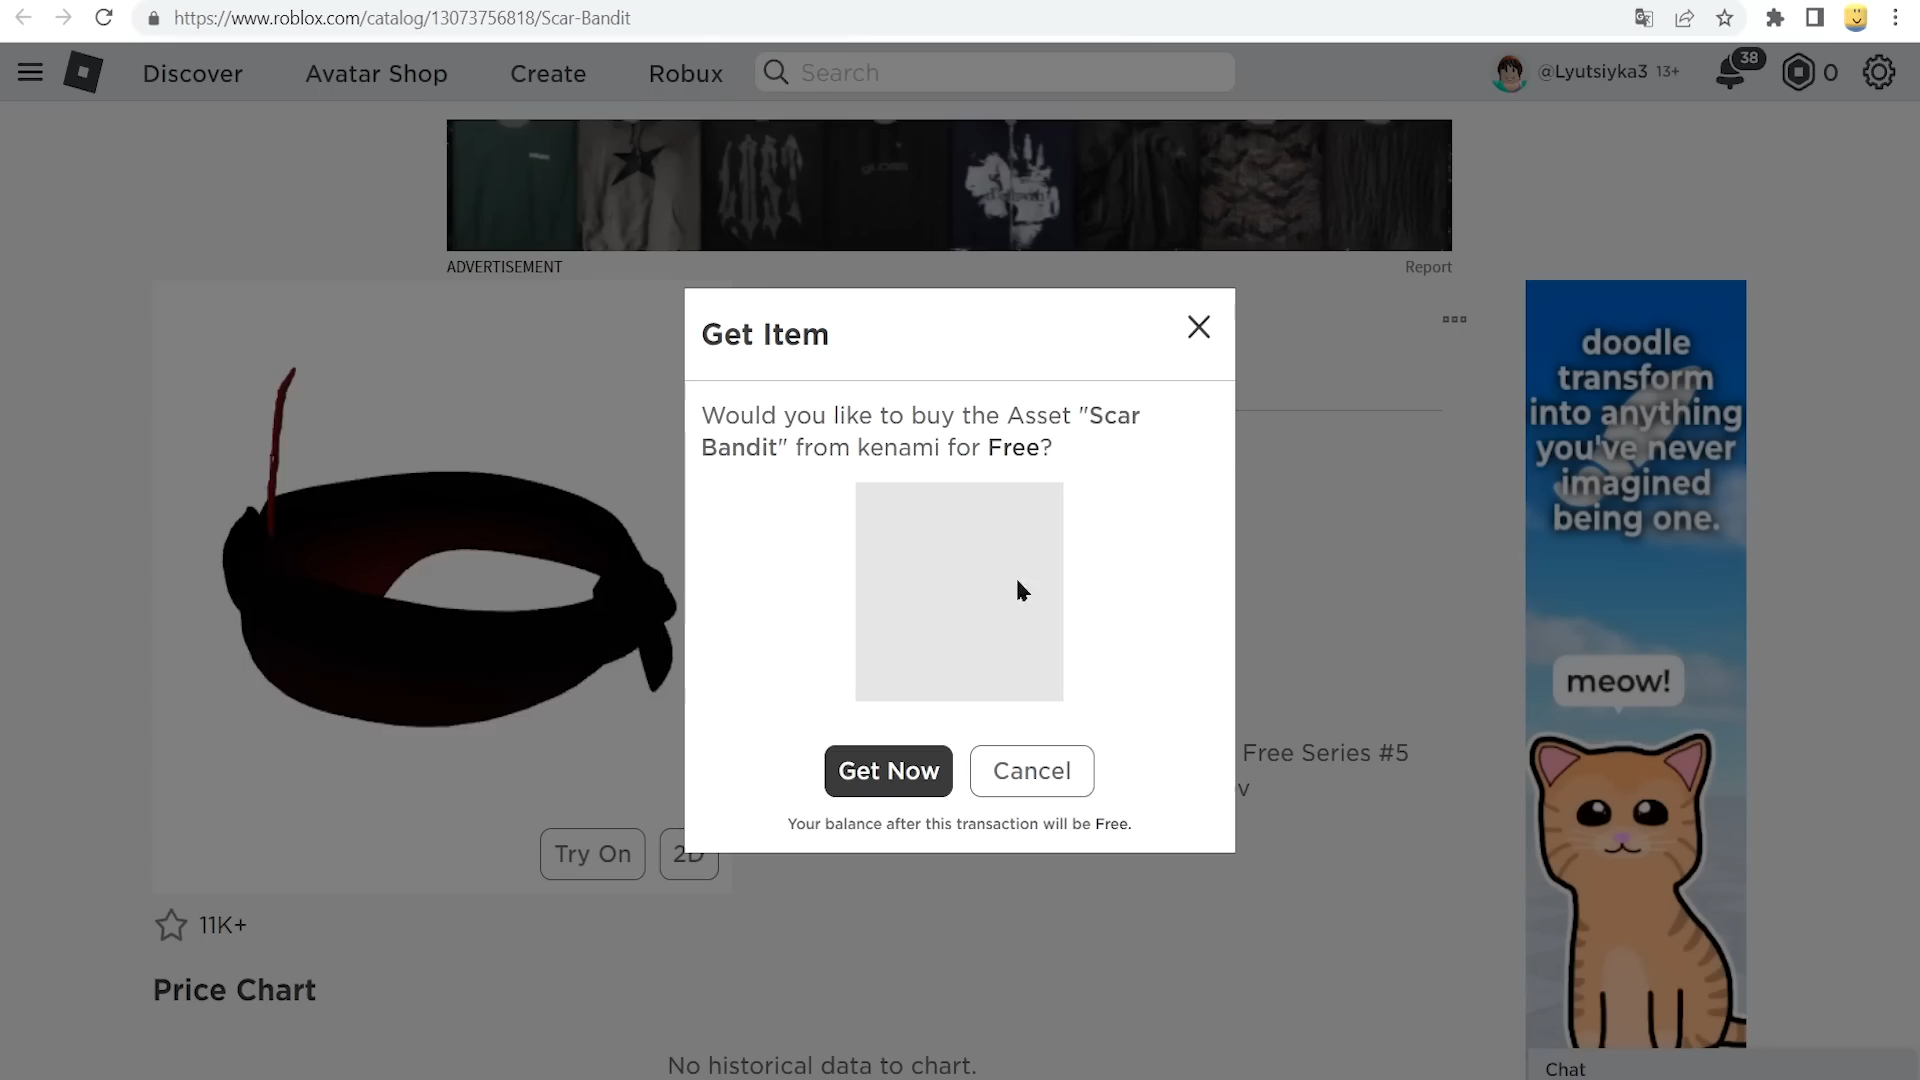 https://www.roblox.com/catalog/13073756818/Scar-Bandit
Discover
Avatar Shop
Create
Robux
Search
@Lyutsiyka3 13+
38
0
ADVERTISEMENT
Report
Get Item
Would you like to buy the Asset "Scar
Bandit" from kenami for Free?
Get Now
Cancel
Your balance after this transaction will be Free.
Free Series #5
Try On
2D
11K+
Price Chart
No historical data to chart.
doodle
transform
into anything
you've never
imagined
being one.
meow!
Chat